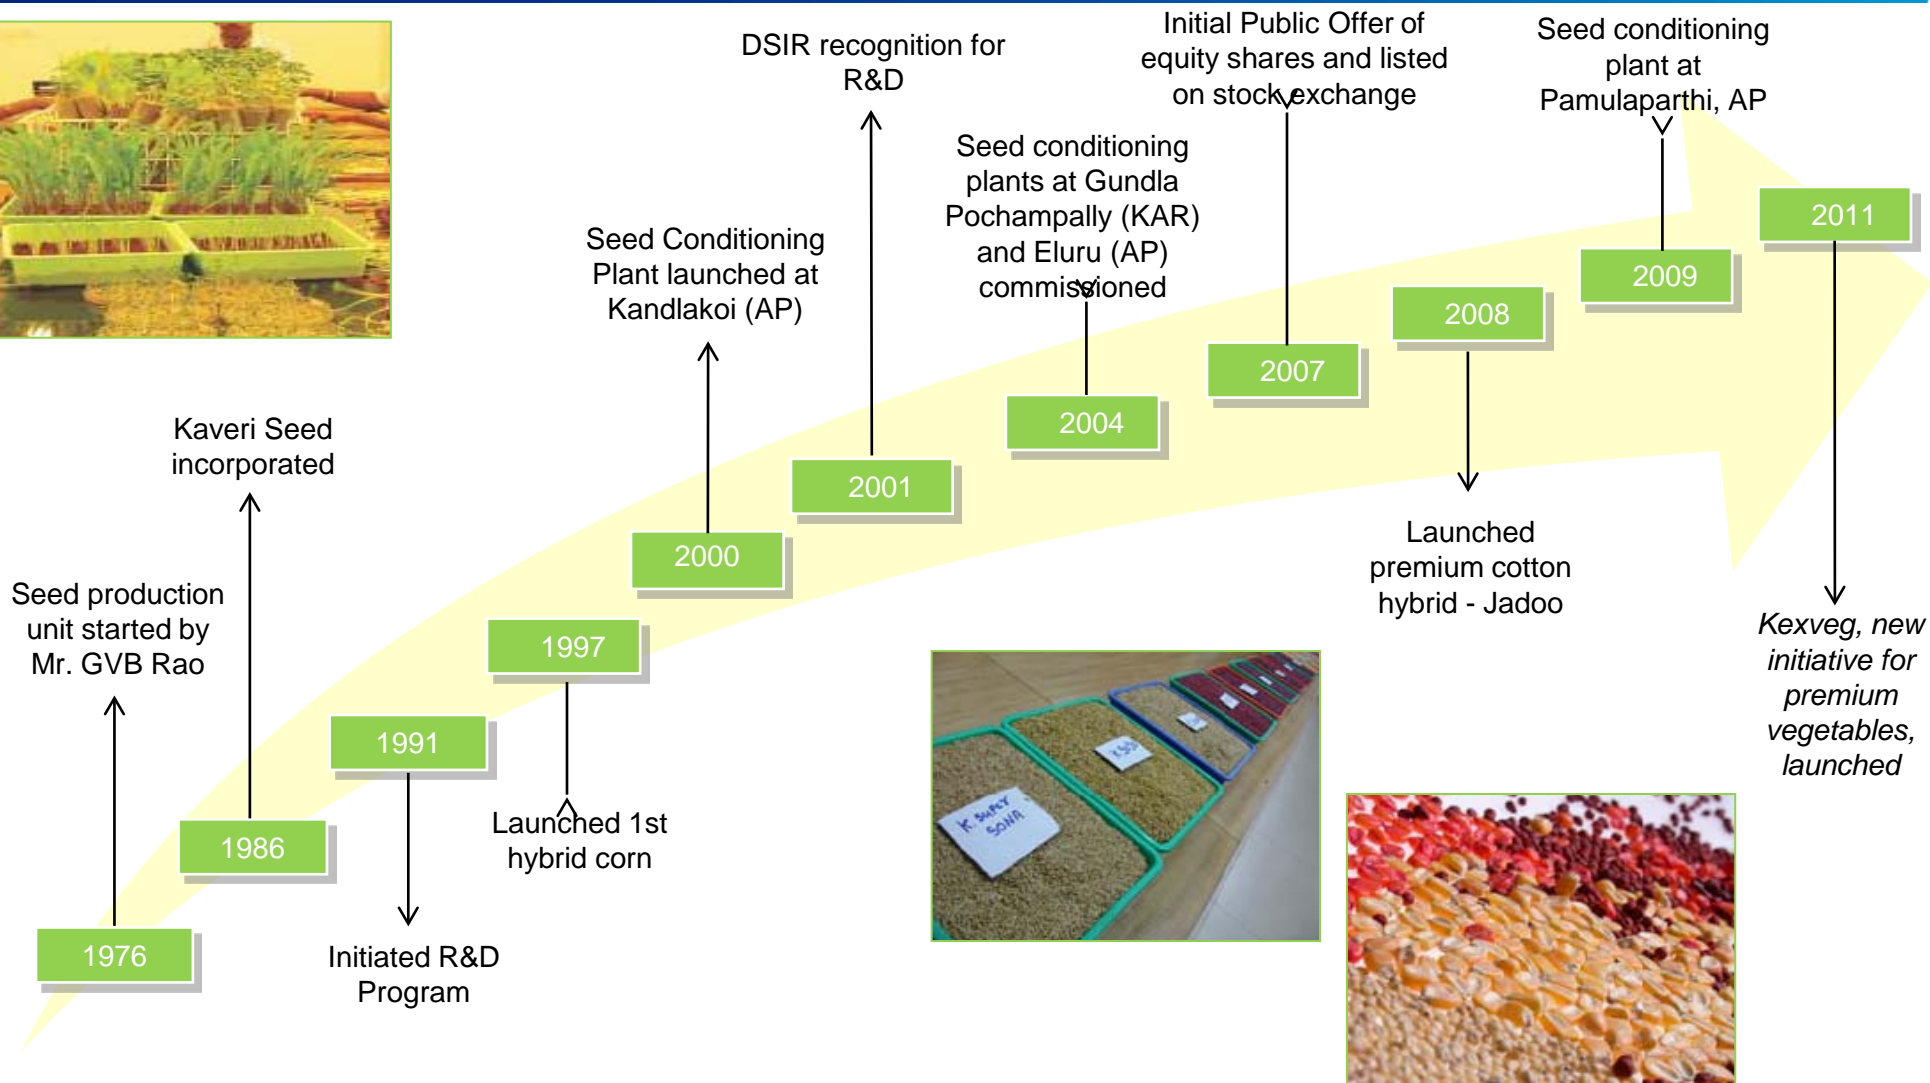 Seed production
unit started by
Mr. GVB Rao
1976
Kaveri Seed
incorporated
1986
1991
Initiated R&D
Program
1997
Launched 1st
hybrid corn
Seed Conditioning
Plant launched at
Kandlakoi (AP)
2000
DSIR recognition for
R&D
2001
Seed conditioning
plants at Gundla
Pochampally (KAR)
and Eluru (AP)
commissioned
2004
Initial Public Offer of
equity shares and listed
on stock exchange
2007
2008
Launched
premium cotton
hybrid - Jadoo
Seed conditioning
plant at
Pamulaparthi, AP
2009
2011
Kexveg, new
initiative for
premium
vegetables,
launched
K. SUPER
SONA